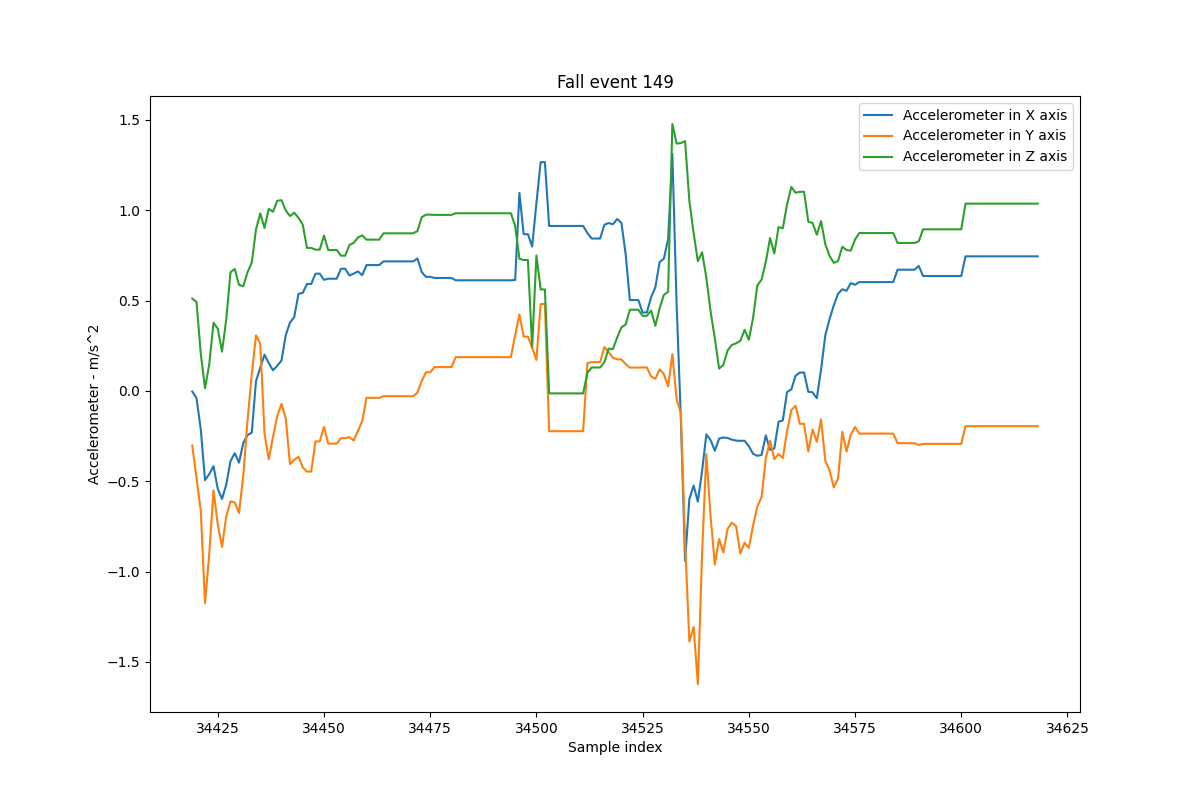 Fall event 149
Accelerometer in X axis
Accelerometer in Y axis
Accelerometer in Z axis
1.5
1.0
0.5
0.0
−0.5
−1.0
−1.5
Accelerometer - m/s^2
34425 34450 34475 34500 34525 34550 34575 34600 34625
Sample index